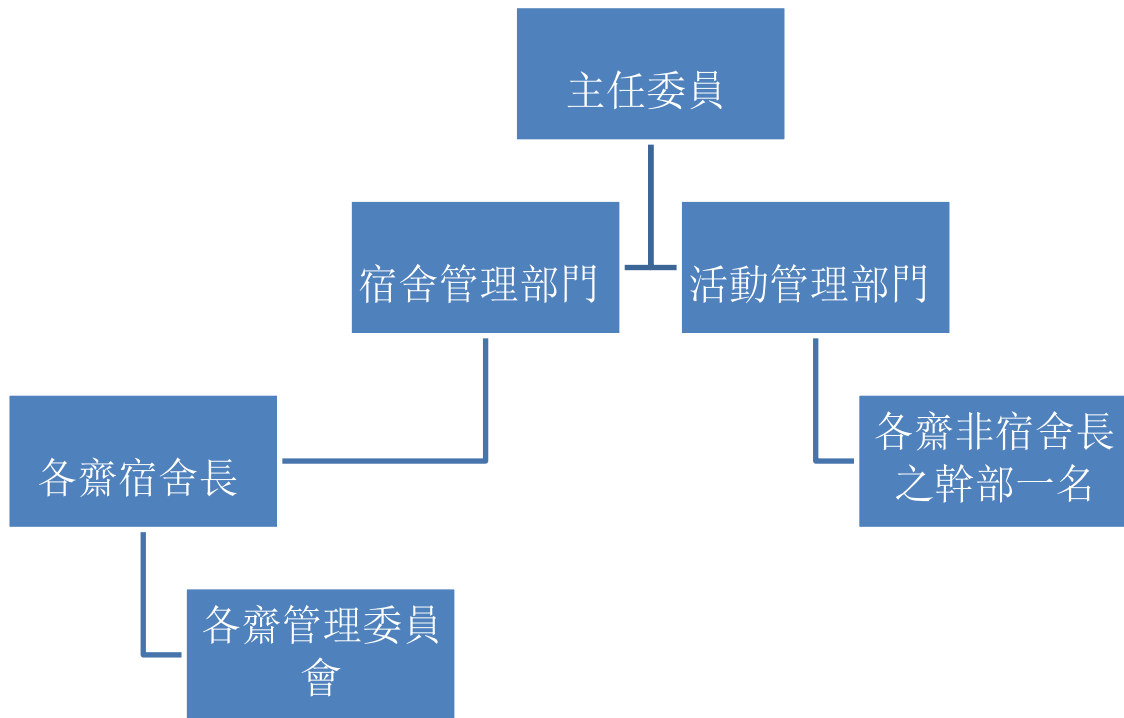 主任委員
宿舍管理部門
活動管理部門
各齋宿舍長
各齋非宿舍長
之幹部一名
各齋管理委員
會